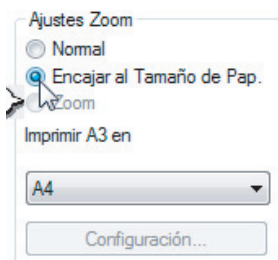 Ajustes Zoom
Normal
Encajar al Tamaño de Pap.
Zoom
Imprimir A3 en
A4
Configuración...